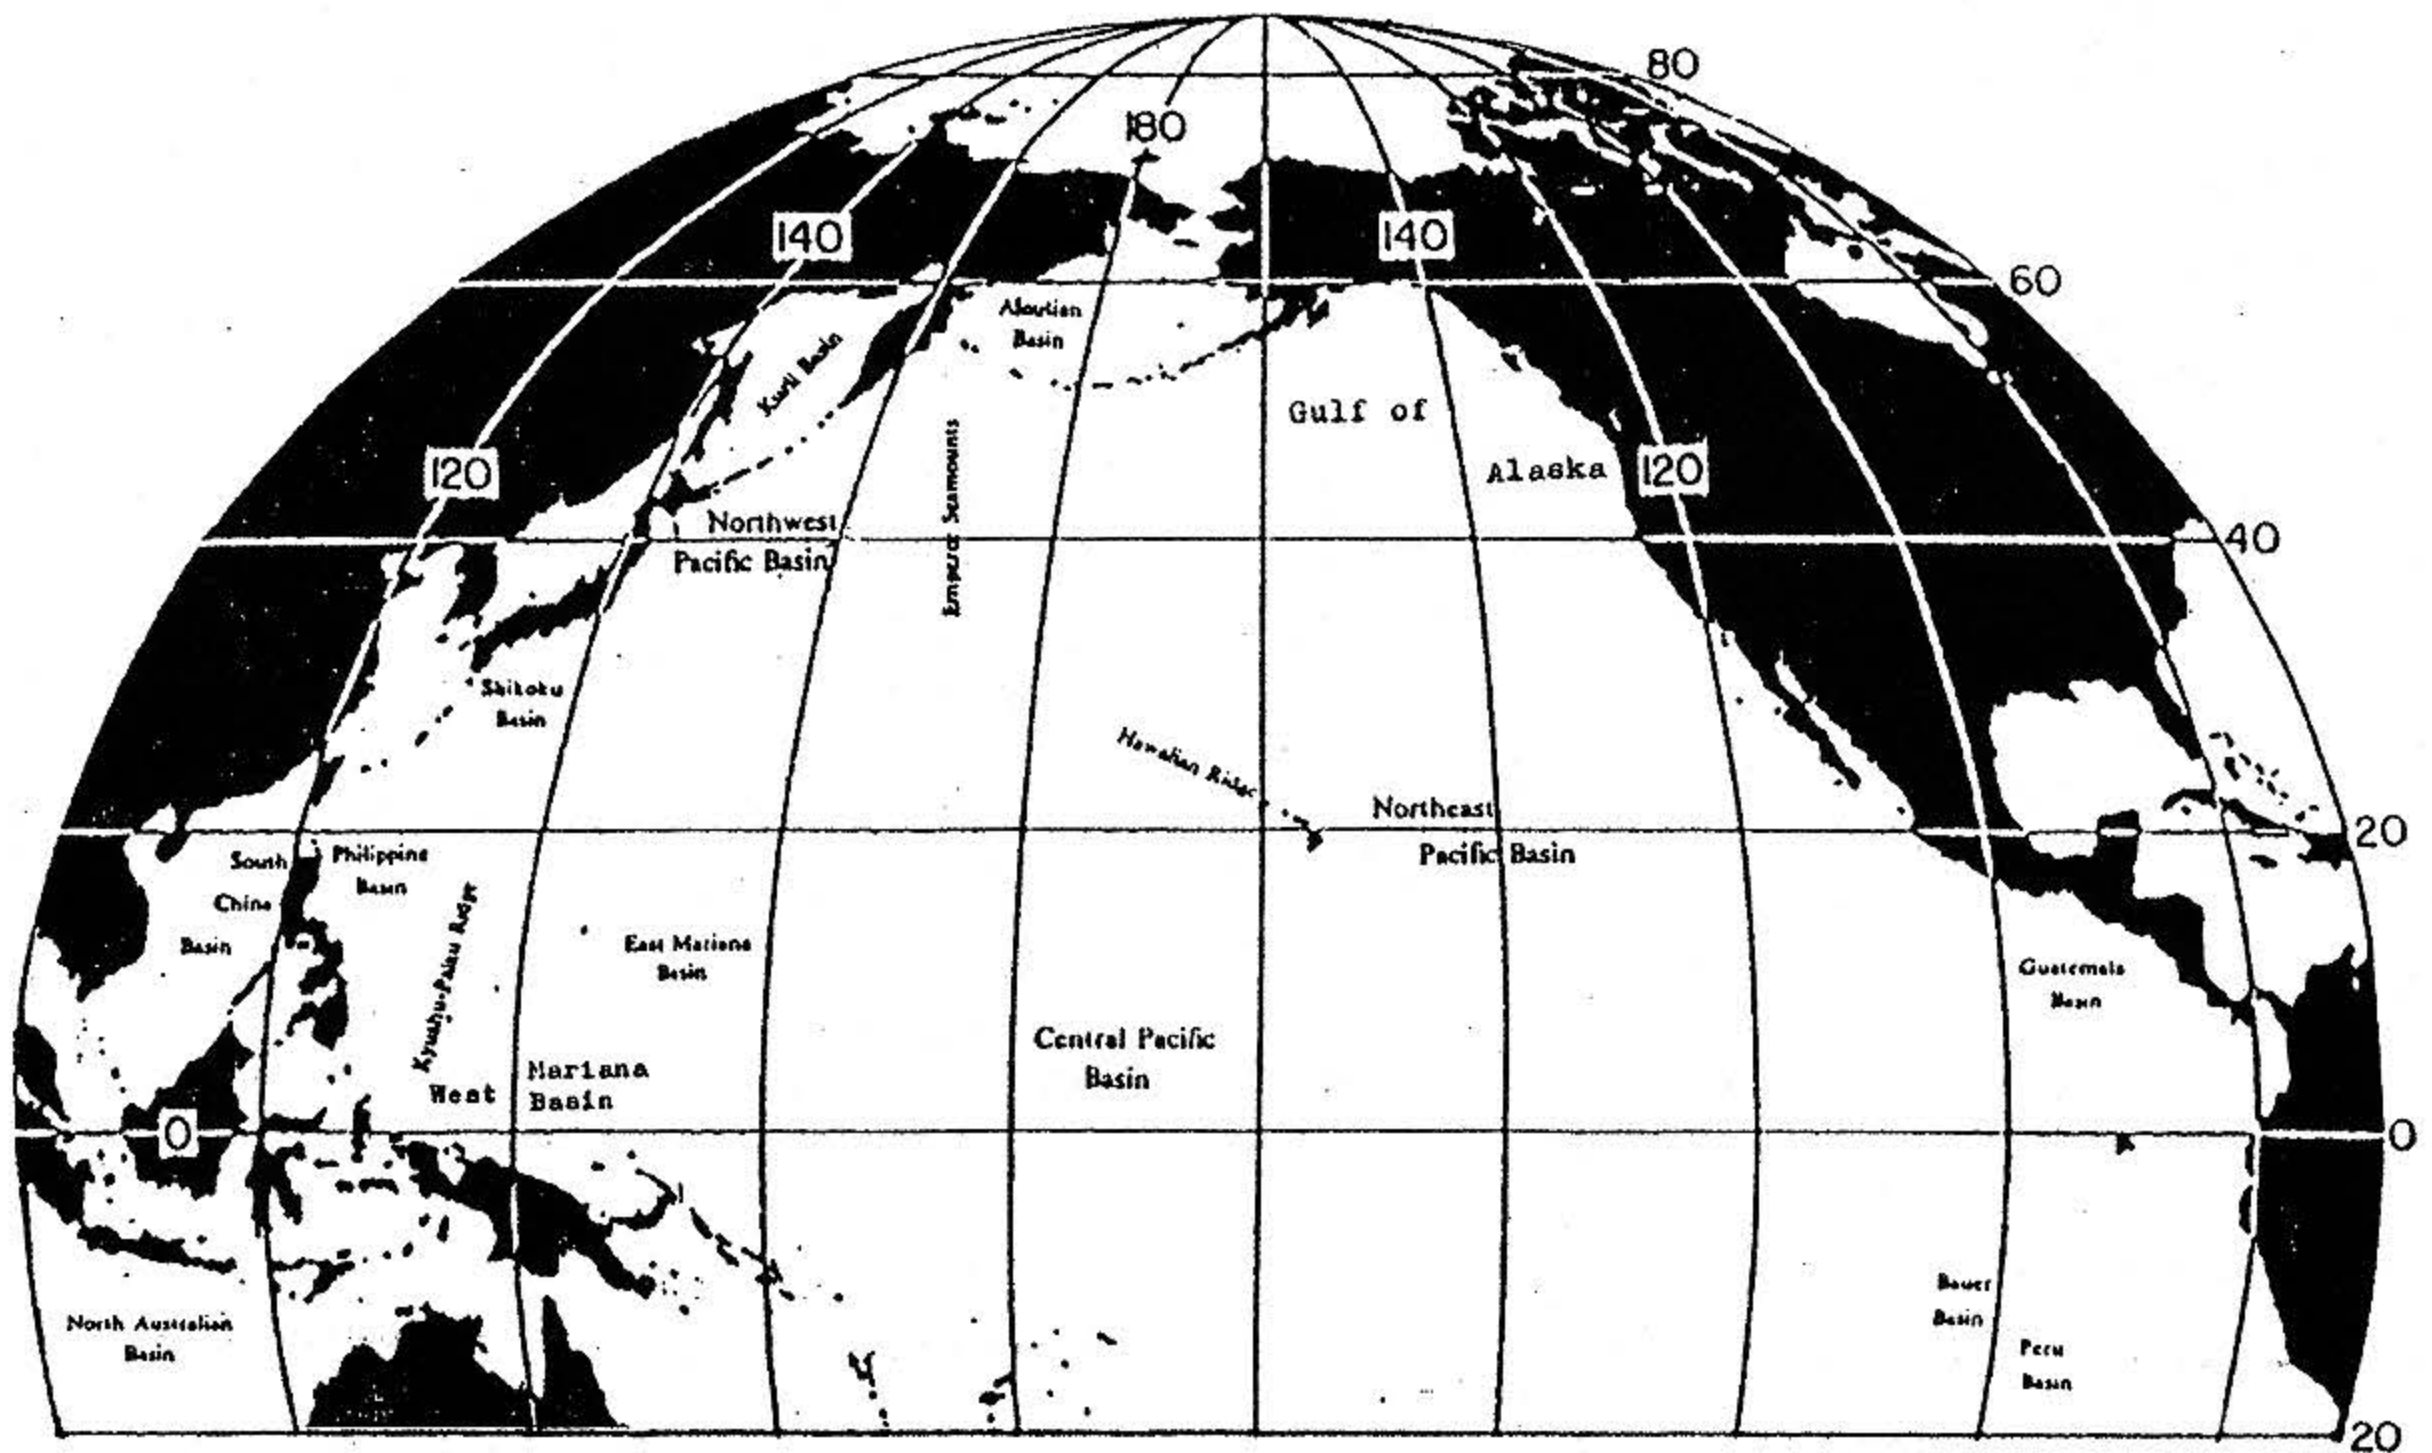 80
180
140
140
60
Aleutian
Basin
Kuril Basin
Gulf of
Alaska
120
120
Emperor Seamounts
Northwest
Pacific Basin
40
Shikoku
Basin
Hawaiian Ridge
Northeast
Pacific Basin
20
South
China
Basin
Philippine
Basin
Kyushu-Palau Ridge
East Mariana
Basin
Guatemala
Basin
Central Pacific
Basin
West
Mariana
Basin
0
0
North Australian
Basin
Bauer
Basin
Peru
Basin
20